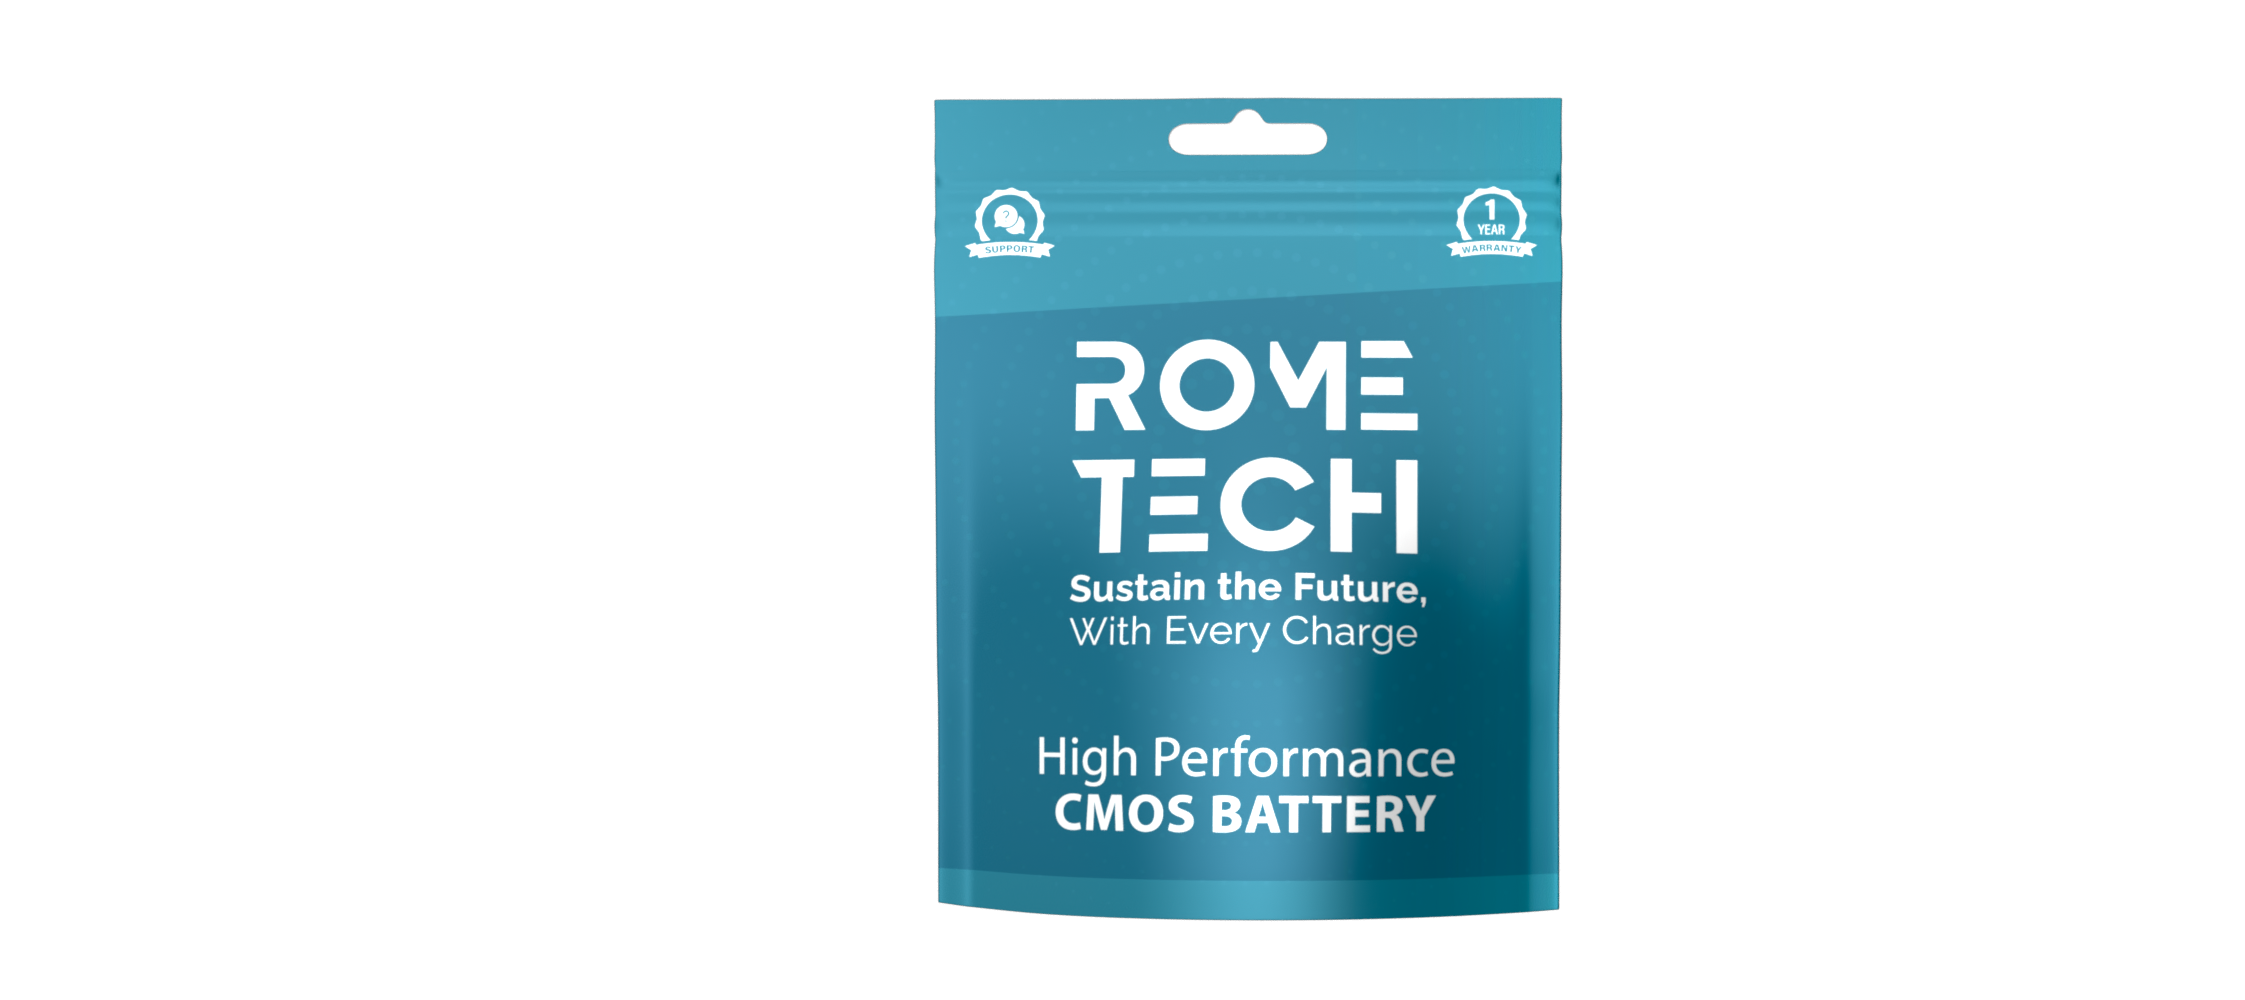 SUPPORT
1
YEAR
WARRANTY
ROME
TECH
Sustain the Future,
With Every Charge
High Performance
CMOS BATTERY